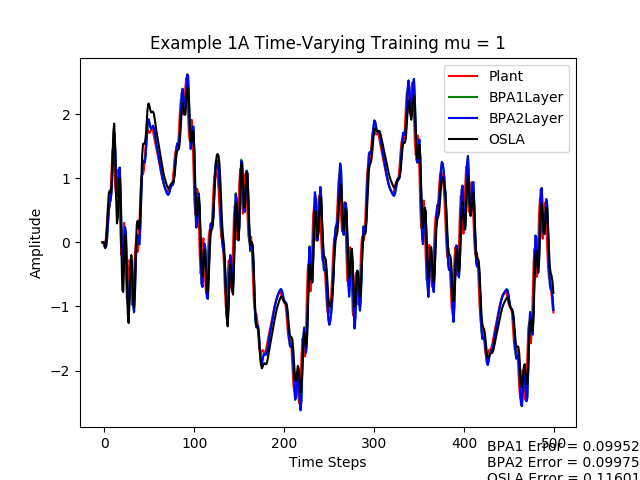 Example 1A Time-Varying Training mu = 1
Plant
BPA1Layer
BPA2Layer
OSLA
Amplitude
2
1
0
−1
−2
0 100 200 300 400 500
Time Steps
BPA1 Error = 0.09952
BPA2 Error = 0.09975
OSLA Error = 0.11601